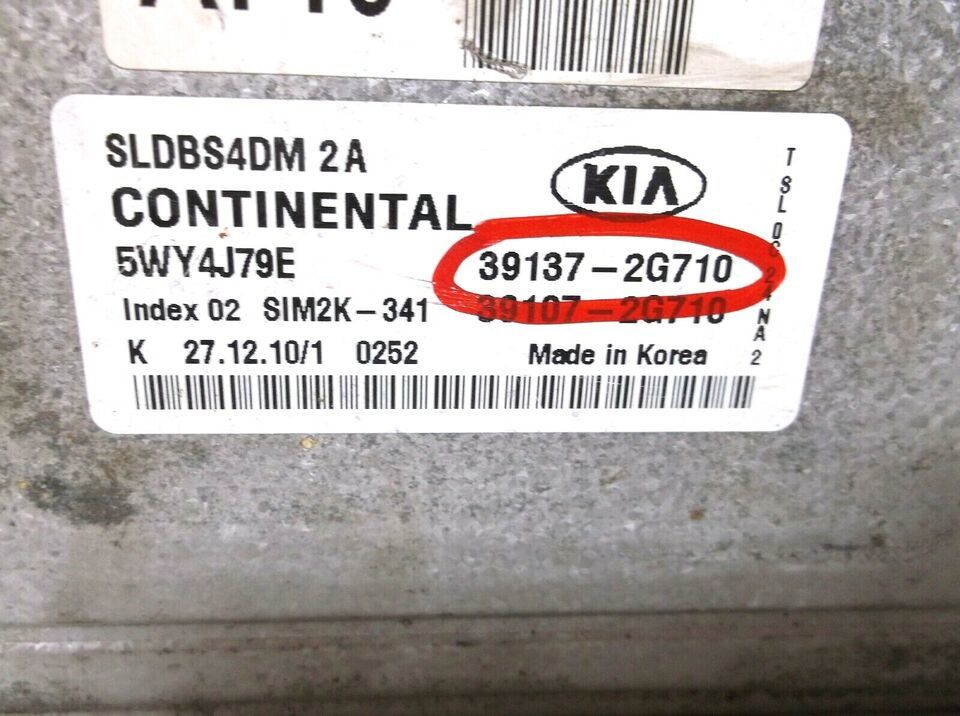 SLDBS4DM 2A
KIA
CONTINENTAL
5WY4J79E
39137-2G710
Index 02 SIM2K-341
39107-2G710
K 27.12.10/1 0252
Made in Korea